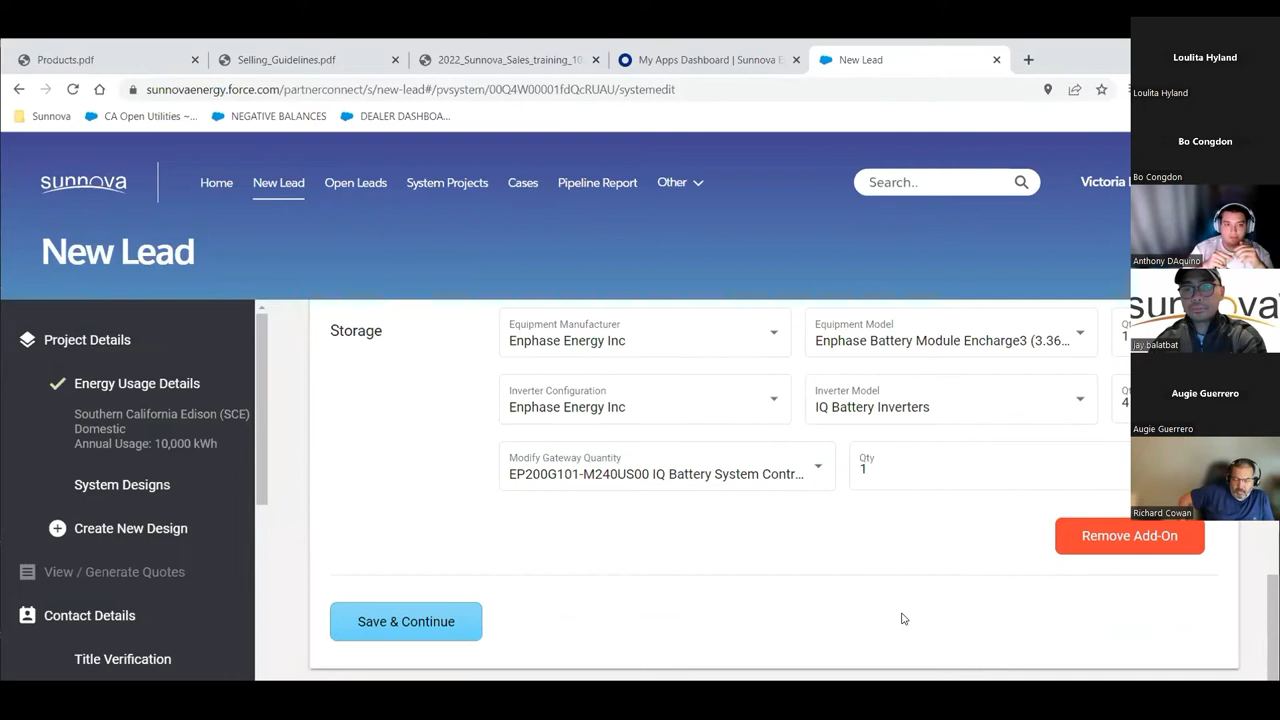 Products.pdf
Selling_Guidelines.pdf
2022_Sunnova_Sales_training_10
My Apps Dashboard | Sunnova E
New Lead
sunnovaenergy.force.com/partnerconnect/s/new-lead#/pvsystem/00Q4W00001fdQcRUAU/systemedit
Sunnova
CA Open Utilities ~...
NEGATIVE BALANCES
DEALER DASHBOA...
sunnova
Home
New Lead
Open Leads
System Projects
Cases
Pipeline Report
Other
Search..
Victoria
New Lead
Project Details
Energy Usage Details
Southern California Edison (SCE)
Domestic
Annual Usage: 10,000 kWh
System Designs
Create New Design
View / Generate Quotes
Contact Details
Title Verification
Storage
Equipment Manufacturer
Enphase Energy Inc
Equipment Model
Enphase Battery Module Encharge3 (3.36...
1
Inverter Configuration
Enphase Energy Inc
Inverter Model
IQ Battery Inverters
4
Modify Gateway Quantity
EP200G101-M240US00 IQ Battery System Contr...
Qty
1
Remove Add-On
Save & Continue
Loulita Hyland
Loulita Hyland
Bo Congdon
Bo Congdon
Anthony DAquino
sunnova
jay.balatbat
Augie Guerrero
Augie Guerrero
Richard Cowan